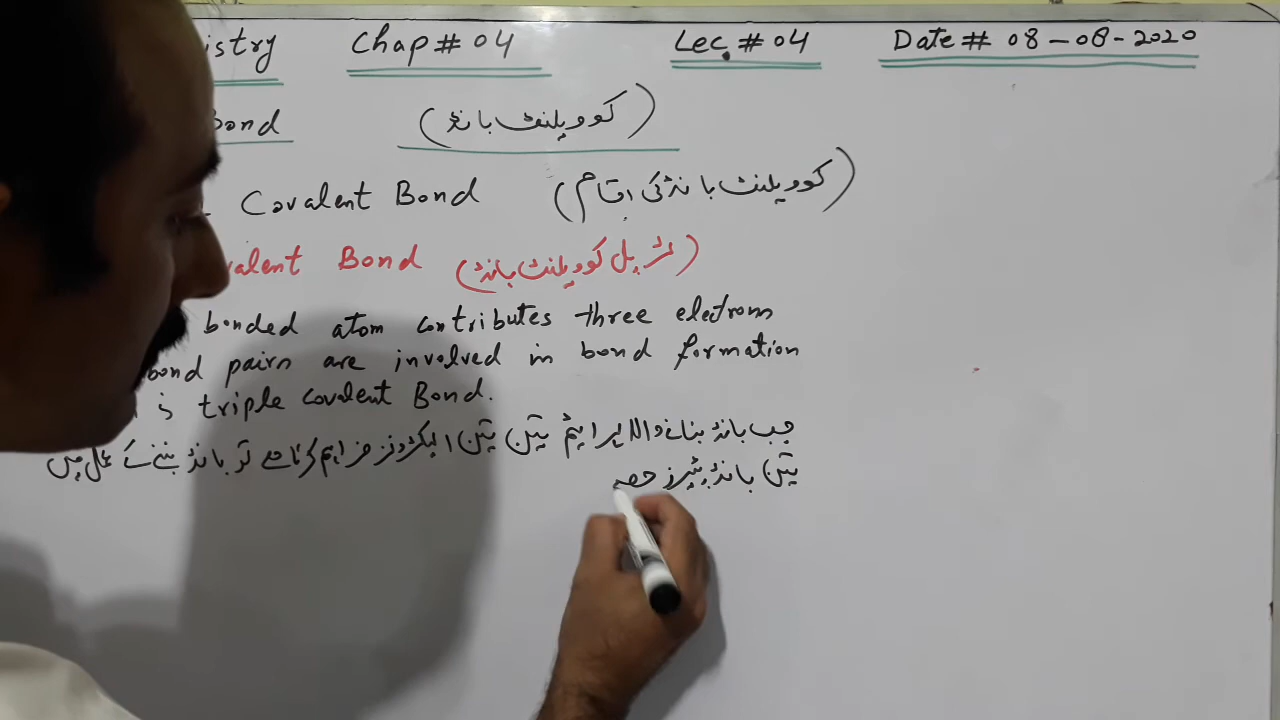 istry Chap # 04 Lec. # 04 Date # 08-08-2020
Bond (کوویلنٹ بانڈ)
Covalent Bond (کوویلنٹ بانڈ کی اقسام)
valent Bond (ٹرپل کوویلنٹ بانڈ)
bonded atom contributes three electrons
bond pairs are involved in bond formation
is triple covalent Bond.
جب بانڈ بنانے والا ہر ایٹم تین تین الیکٹرونز فراہم کرتا ہے تو بانڈ بننے کے عمل میں
تین بانڈ پیئرز حصہ